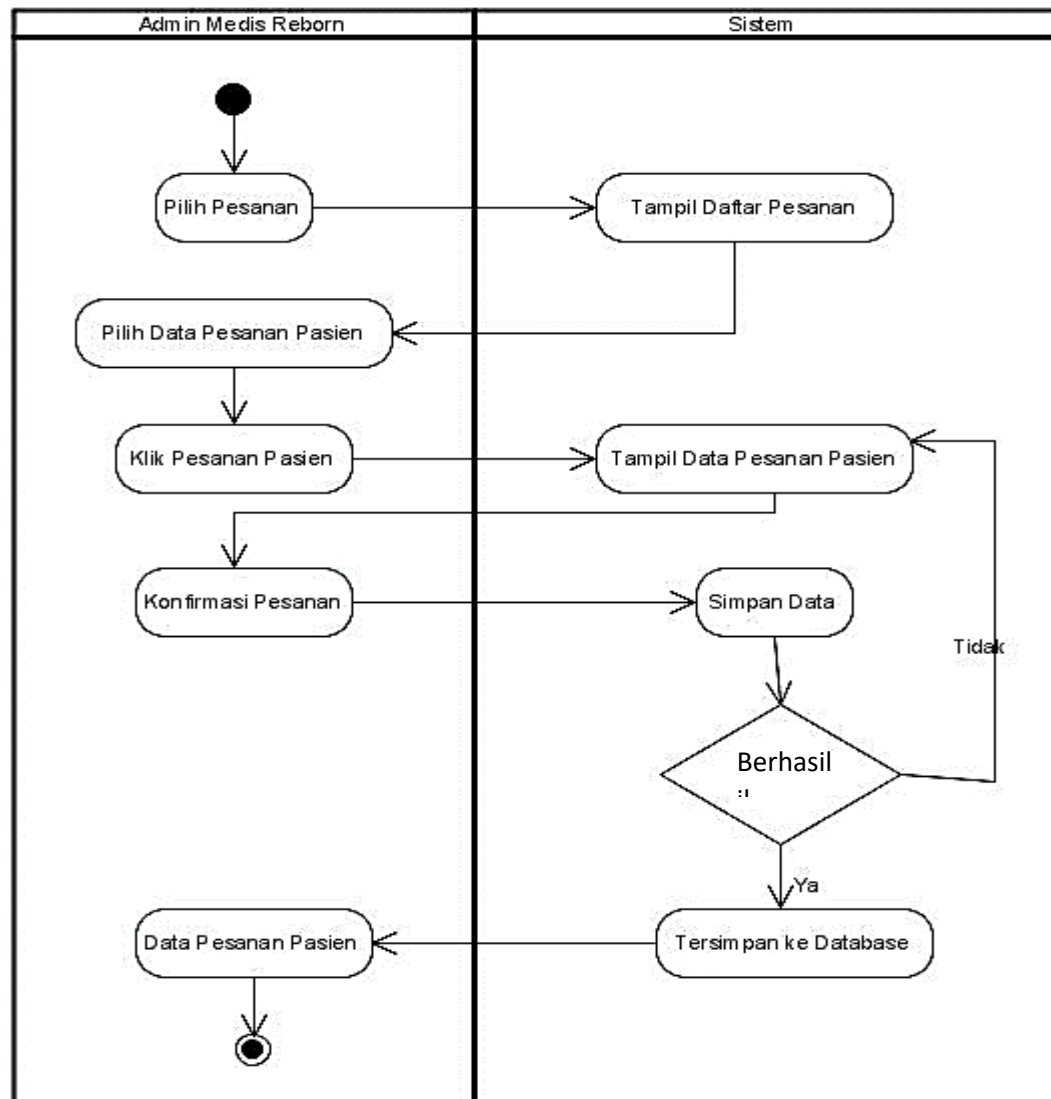 Admin Medis Reborn
Sistem
Pilih Pesanan
Tampil Daftar Pesanan
Pilih Data Pesanan Pasien
Klik Pesanan Pasien
Tampil Data Pesanan Pasien
Konfirmasi Pesanan
Simpan Data
Tidak
Berhasil
Ya
Data Pesanan Pasien
Tersimpan ke Database